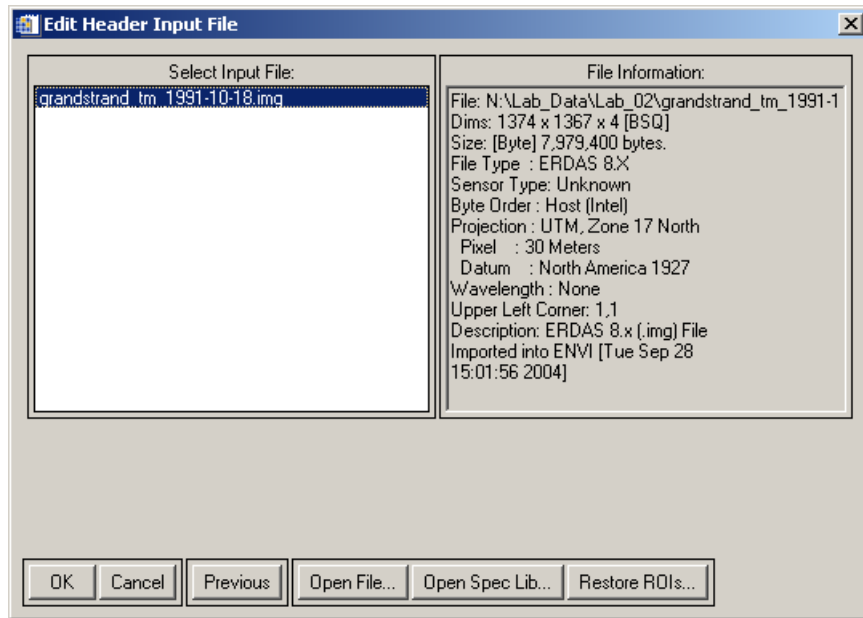 Edit Header Input File
Select Input File:
grandstrand_tm_1991-10-18.img
File Information:
File: N:\Lab_Data\Lab_02\grandstrand_tm_1991-1
Dims: 1374 x 1367 x 4 [BSQ]
Size: [Byte] 7,979,400 bytes.
File Type : ERDAS 8.X
Sensor Type: Unknown
Byte Order : Host (Intel)
Projection : UTM, Zone 17 North
Pixel : 30 Meters
Datum : North America 1927
Wavelength : None
Upper Left Corner: 1,1
Description: ERDAS 8.x (.img) File
Imported into ENVI [Tue Sep 28
15:01:56 2004]
OK Cancel Previous Open File... Open Spec Lib... Restore ROIs...